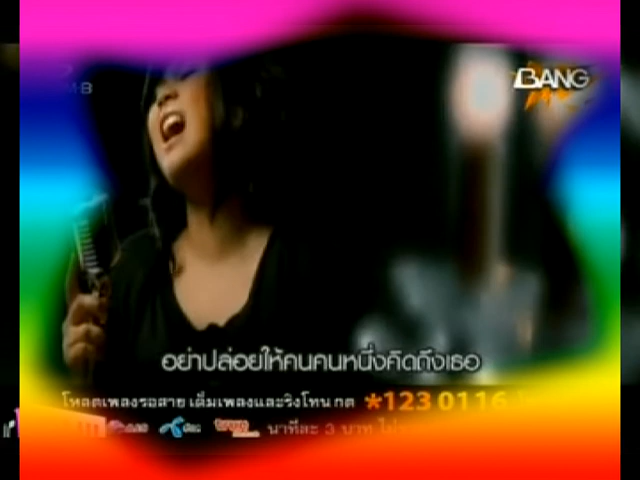 BANG
อย่าปล่อยให้คนคนหนึ่งคิดถึงเธอ
โหลดเพลงรอสาย เต็มเพลงและริงโทน กด *123 0116
true
นาทีละ 3 บาท